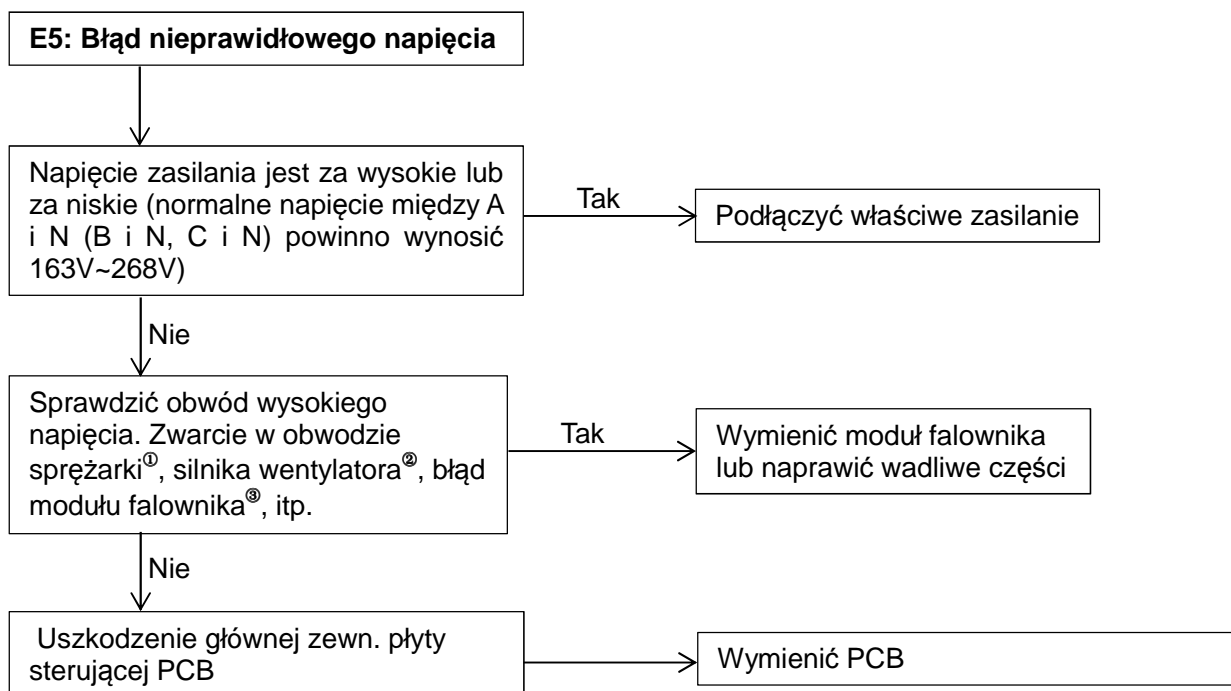 E5: Błąd nieprawidłowego napięcia
Napięcie zasilania jest za wysokie lub
za niskie (normalne napięcie między A
i N (B i N, C i N) powinno wynosić
163V~268V)
Tak
Podłączyć właściwe zasilanie
Nie
Sprawdzić obwód wysokiego
napięcia. Zwarcie w obwodzie
sprężarki①, silnika wentylatora②, błąd
modułu falownika③, itp.
Tak
Wymienić moduł falownika
lub naprawić wadliwe części
Nie
Uszkodzenie głównej zewn. płyty
sterującej PCB
Wymienić PCB